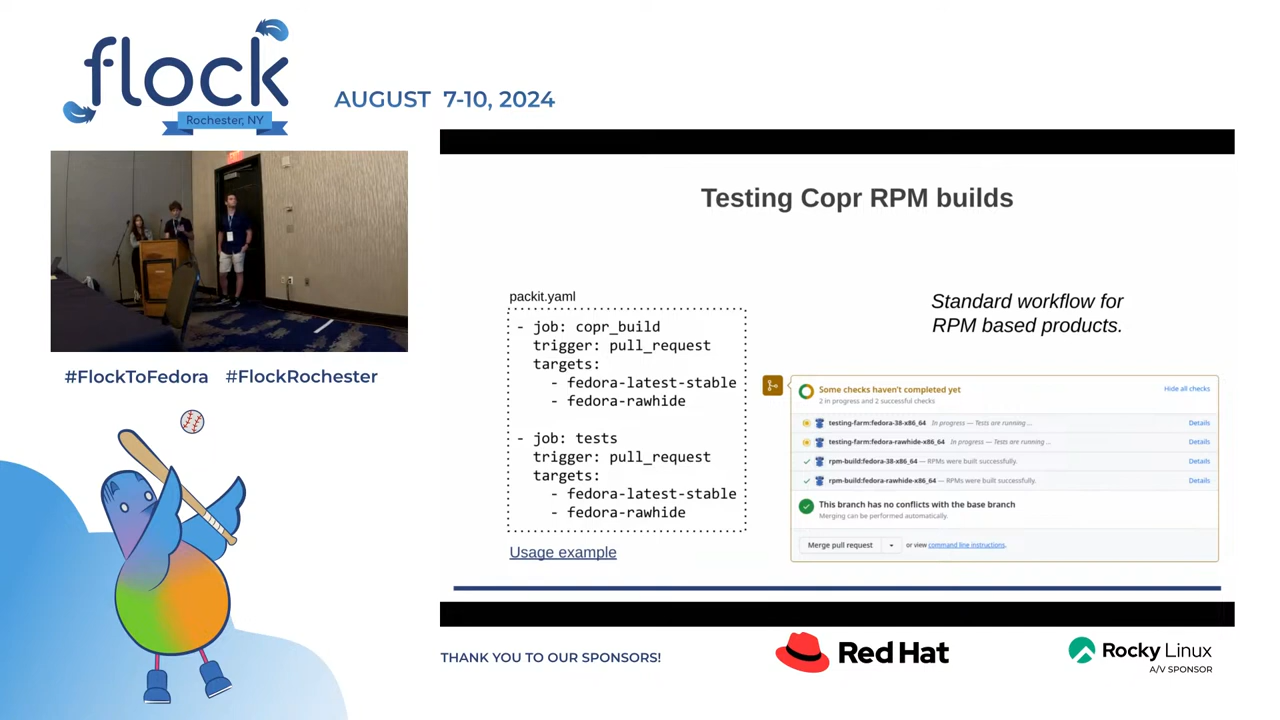 flock
Rochester, NY
AUGUST 7-10, 2024
#FlockToFedora #FlockRochester
Testing Copr RPM builds
packit.yaml
- job: copr_build
trigger: pull_request
targets:
- fedora-latest-stable
- fedora-rawhide
- job: tests
trigger: pull_request
targets:
- fedora-latest-stable
- fedora-rawhide
Usage example
Standard workflow for
RPM based products.
Some checks haven't completed yet
Hide all checks
2 in progress and 2 successful checks
testing-farm:fedora-38-x86_64 In progress — Tests are running ... Details
testing-farm:fedora-rawhide-x86_64 In progress — Tests are running ... Details
rpm-build:fedora-38-x86_64 — RPMs were built successfully. Details
rpm-build:fedora-rawhide-x86_64 — RPMs were built successfully. Details
This branch has no conflicts with the base branch
Merging can be performed automatically.
Merge pull request or view command line instructions.
THANK YOU TO OUR SPONSORS!
Red Hat
Rocky Linux
A/V SPONSOR